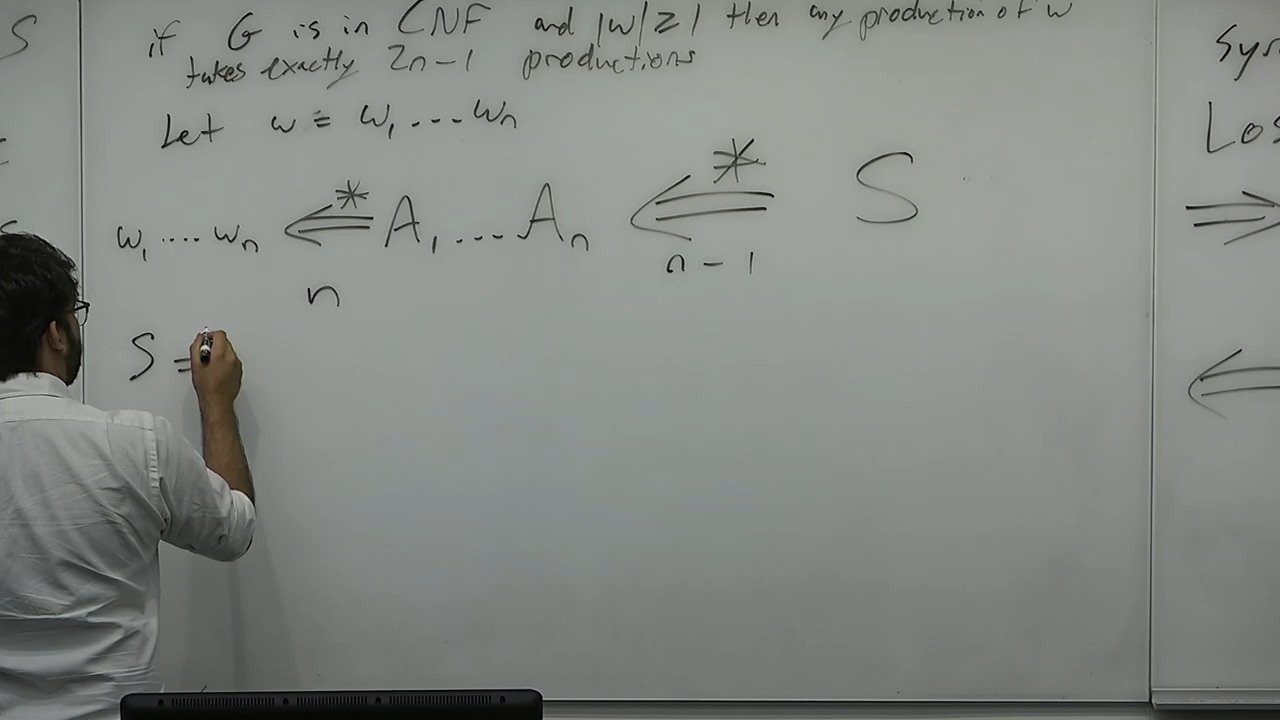 S
if G is in CNF and |w| ≥ 1 then any production of w
takes exactly 2n-1 productions
Let w = w₁ .... wₙ
w₁ .... wₙ ⇐* A₁ .... Aₙ ⇐* S
n n-1
S =
Sy
Los
⇒
⇐